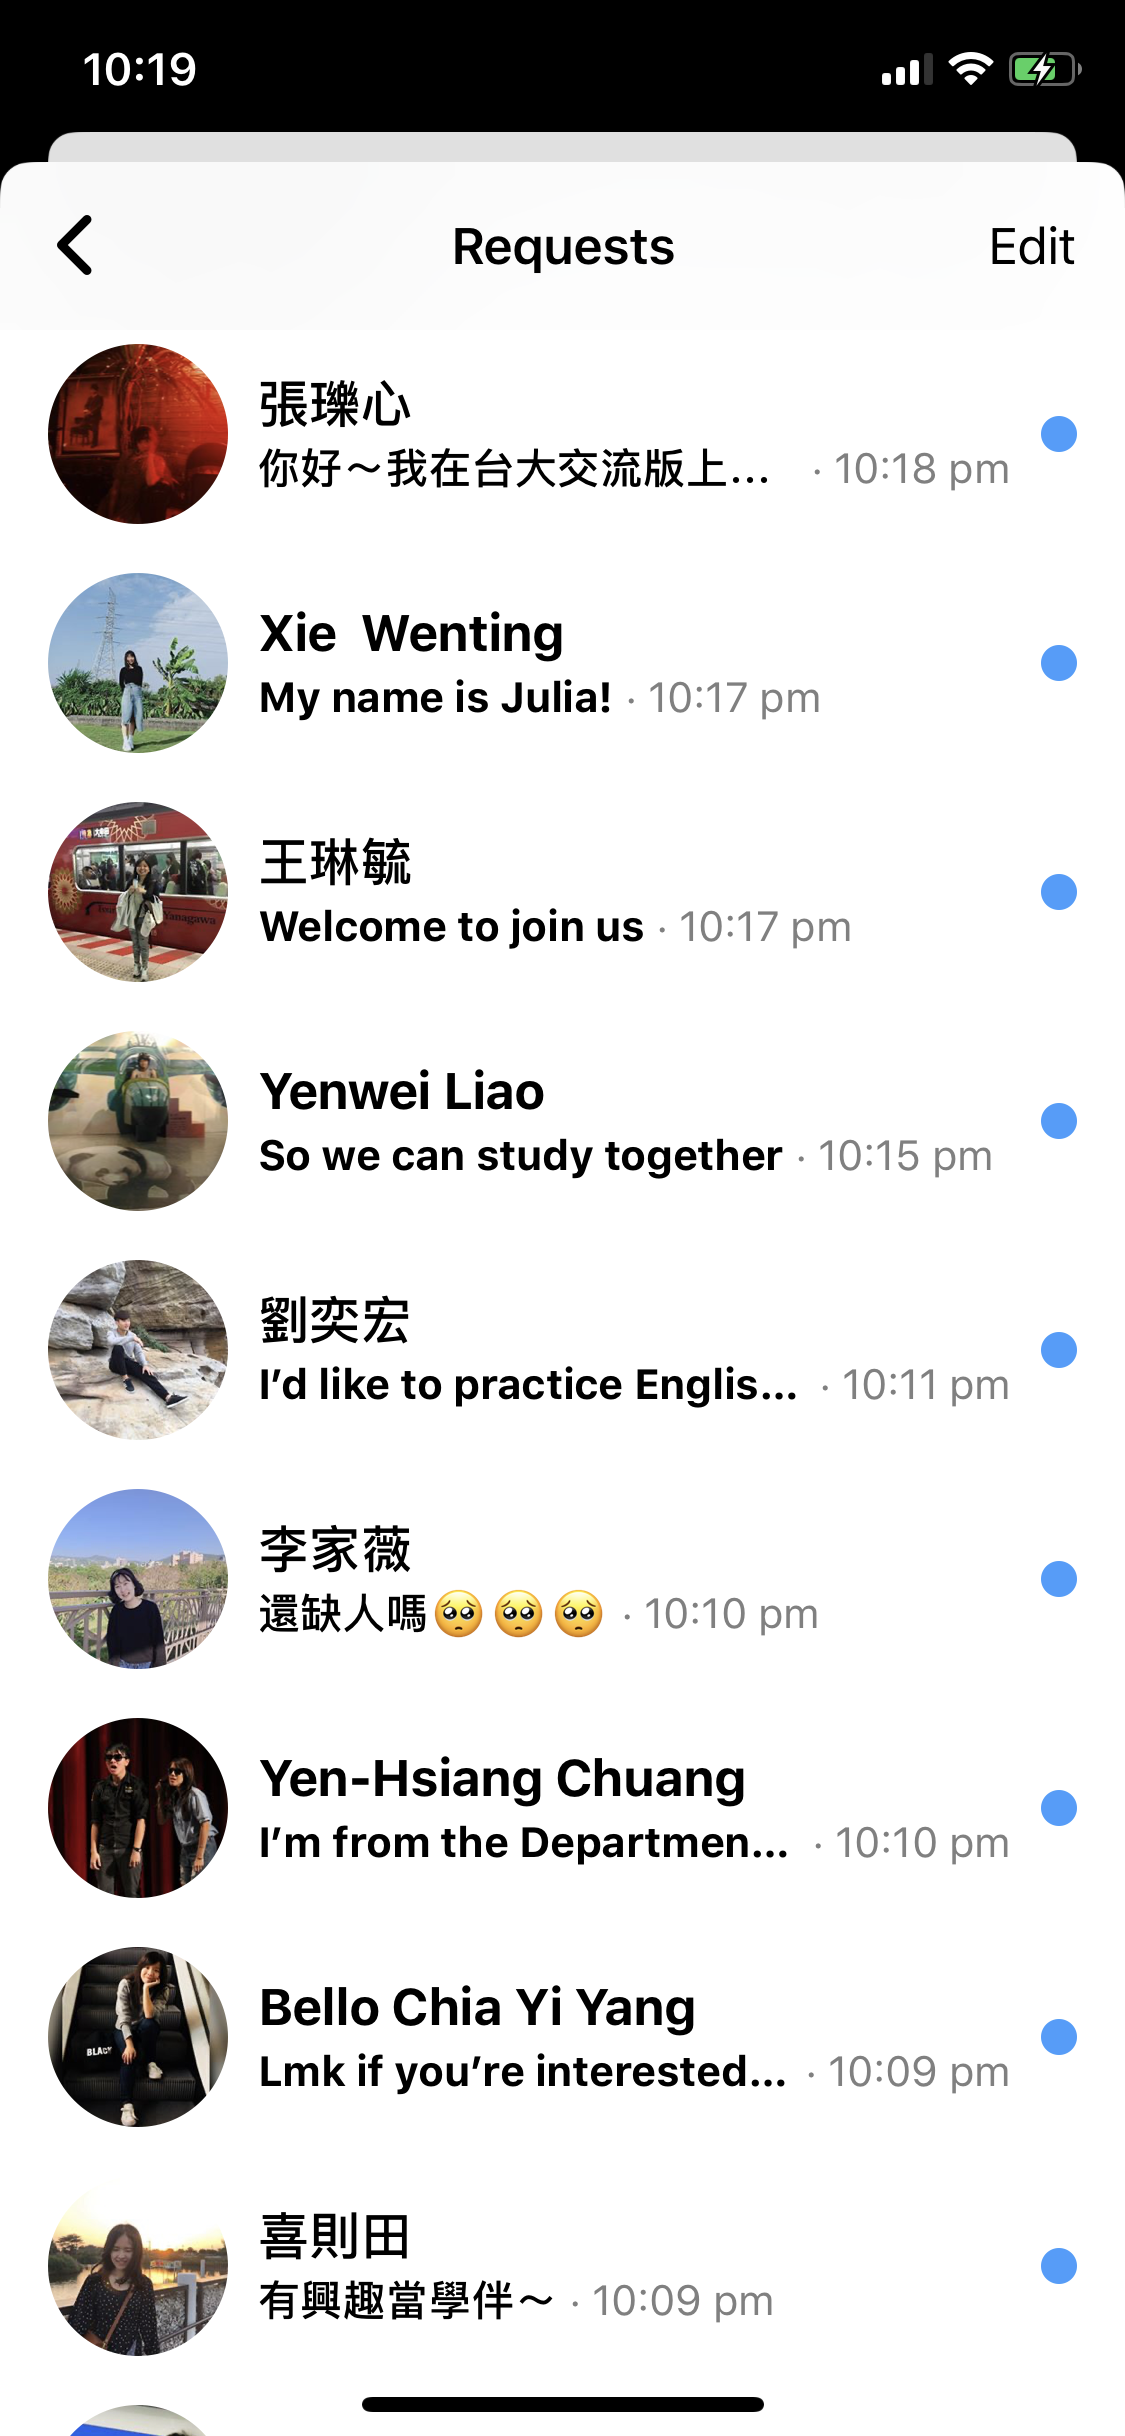 10:19
Requests
Edit
張瓅心
你好～我在台大交流版上... · 10:18 pm
Xie Wenting
My name is Julia! · 10:17 pm
王琳毓
Welcome to join us · 10:17 pm
Yenwei Liao
So we can study together · 10:15 pm
劉奕宏
I’d like to practice Englis... · 10:11 pm
李家薇
還缺人嗎🥺🥺🥺 · 10:10 pm
Yen-Hsiang Chuang
I’m from the Departmen... · 10:10 pm
BLACK
Bello Chia Yi Yang
Lmk if you’re interested... · 10:09 pm
喜則田
有興趣當學伴～ · 10:09 pm